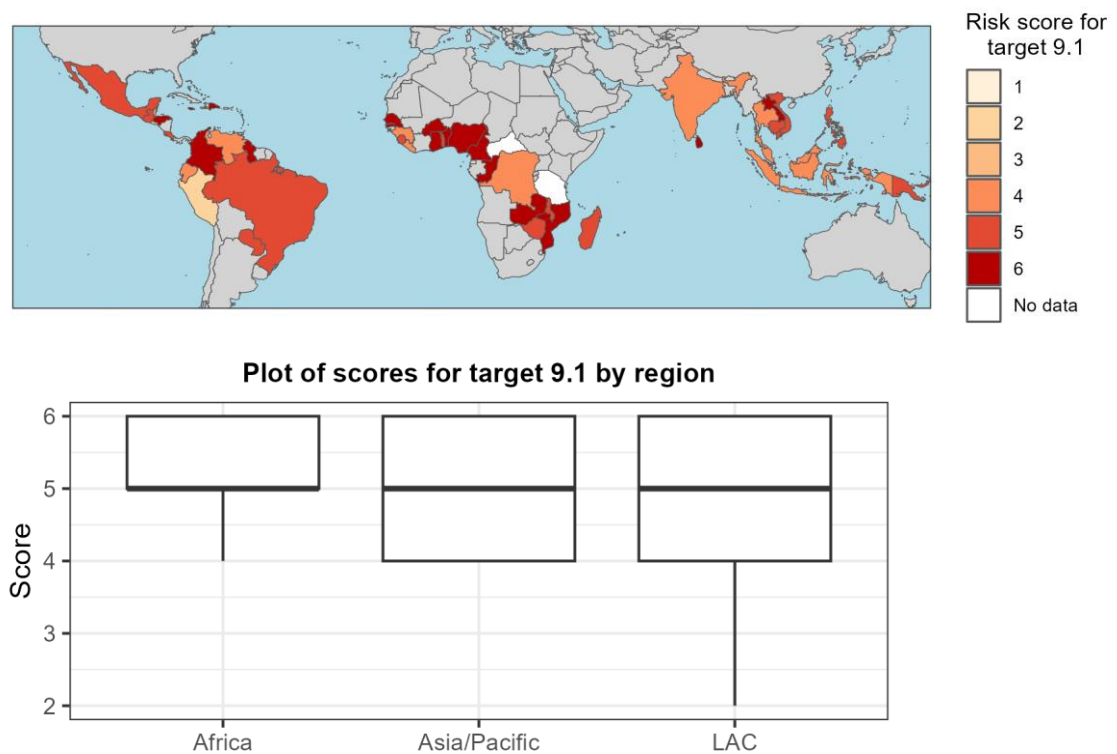 Risk score for
target 9.1
1
2
3
4
5
6
No data
Plot of scores for target 9.1 by region
Score
6
5
4
3
2
Africa
Asia/Pacific
LAC